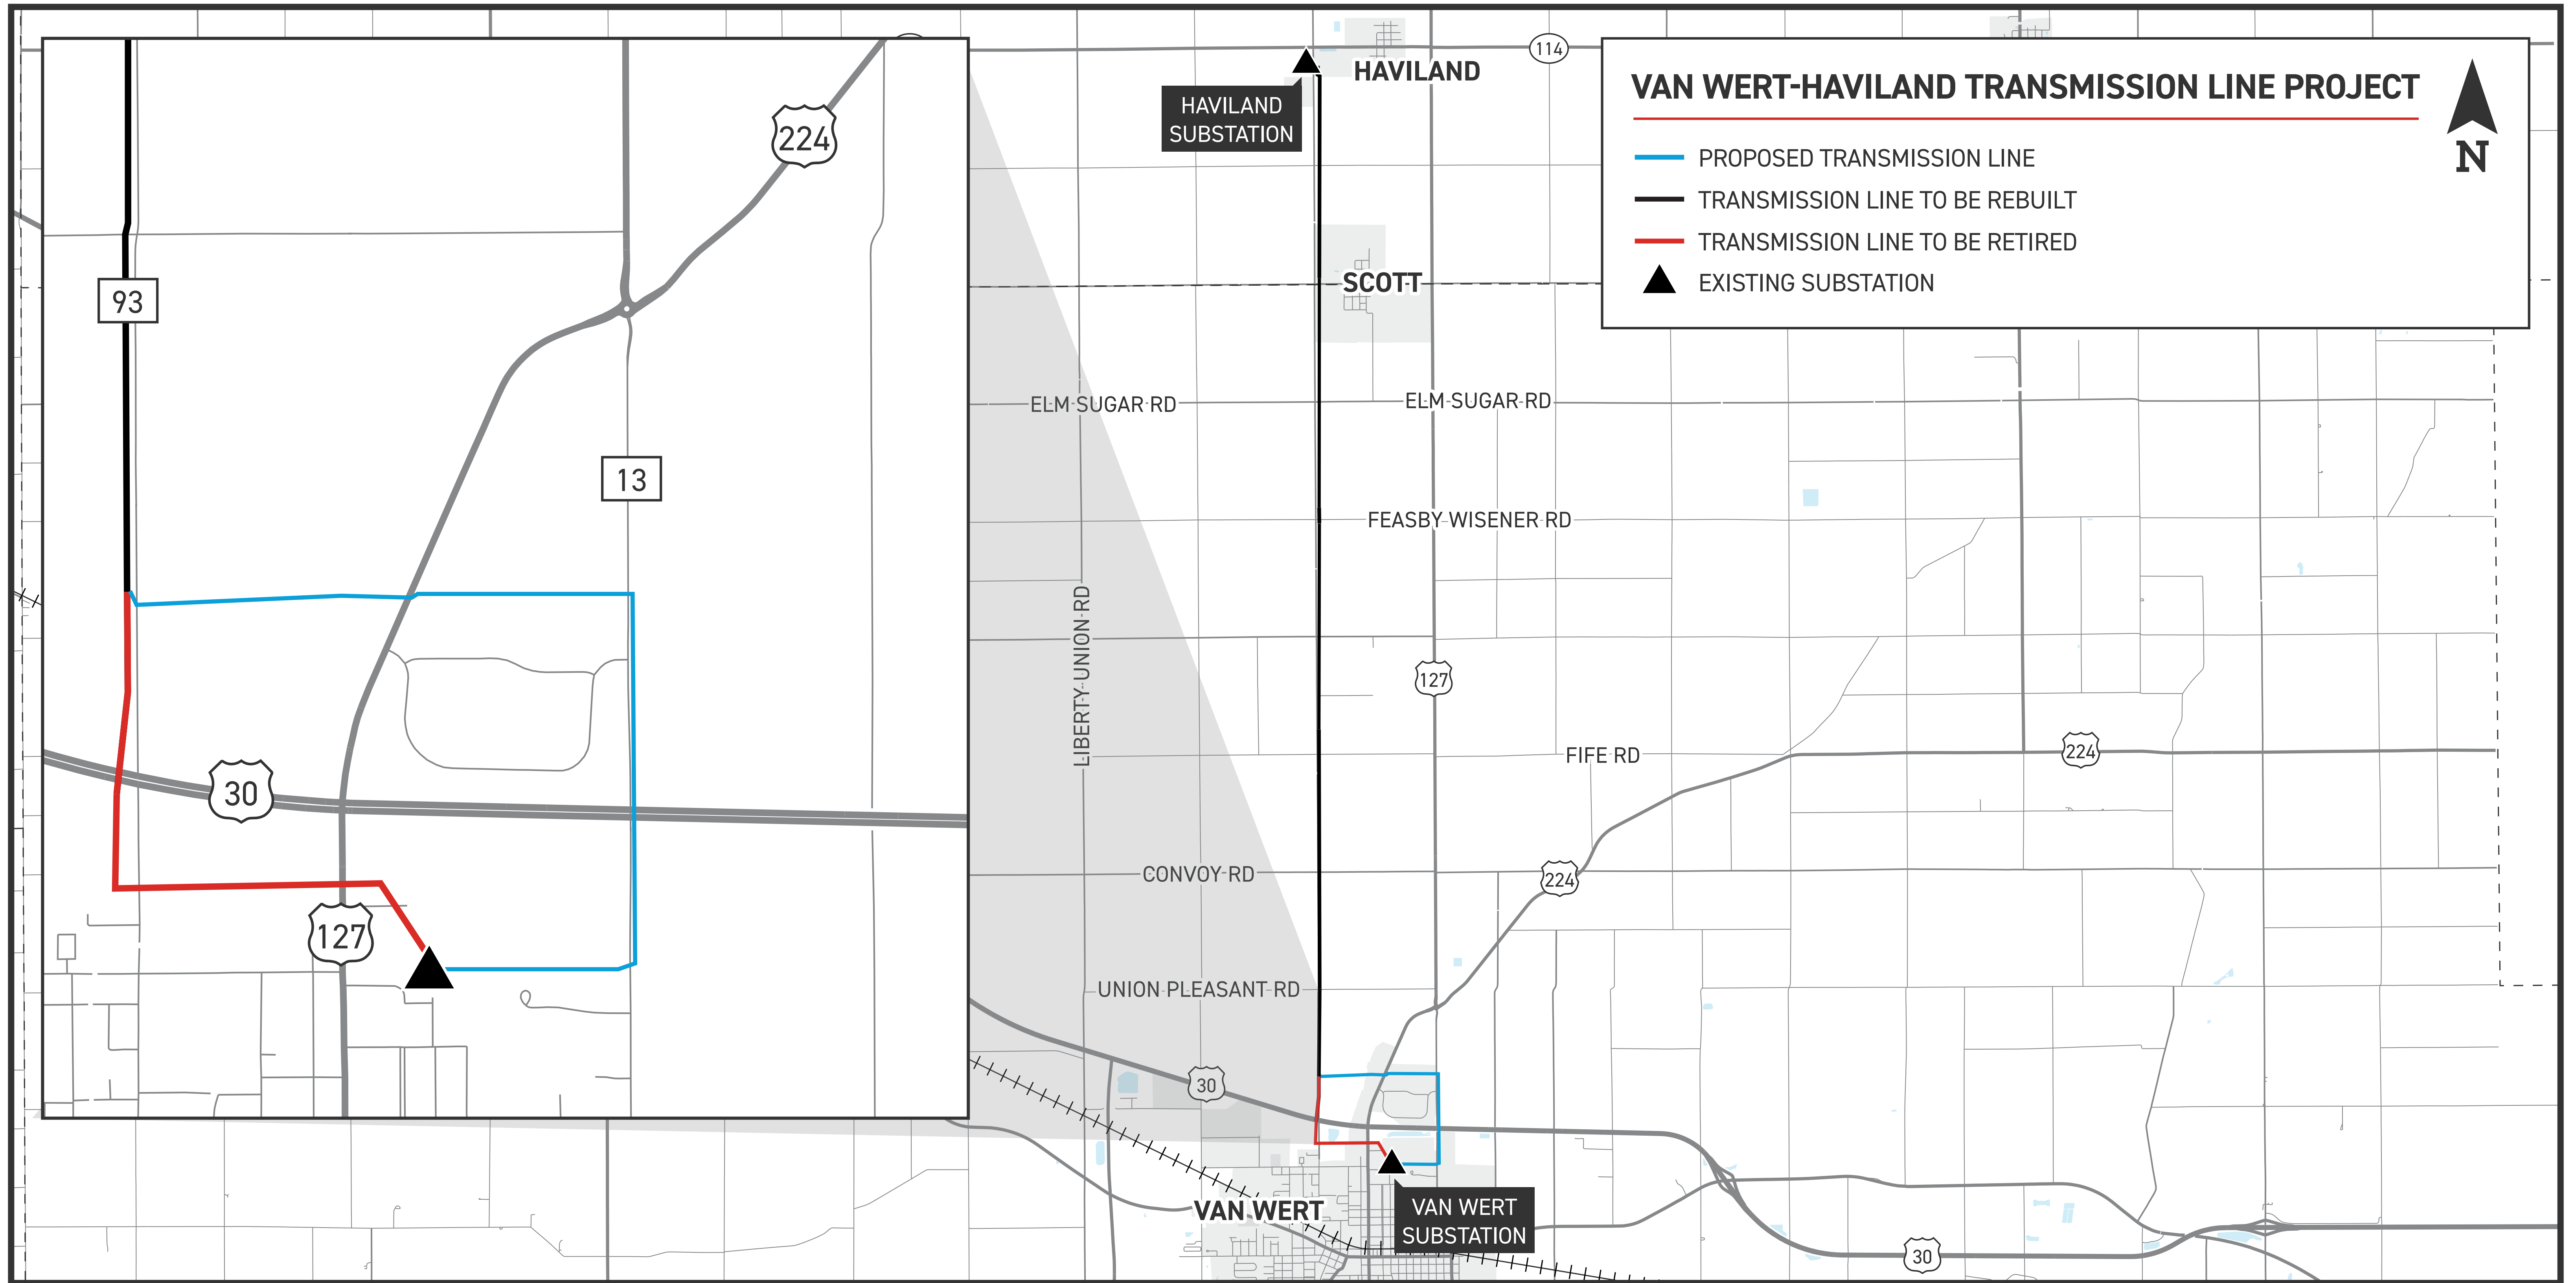 VAN WERT-HAVILAND TRANSMISSION LINE PROJECT
N
PROPOSED TRANSMISSION LINE
TRANSMISSION LINE TO BE REBUILT
TRANSMISSION LINE TO BE RETIRED
EXISTING SUBSTATION
114
HAVILAND
HAVILAND
SUBSTATION
SCOTT
ELM SUGAR RD
ELM SUGAR RD
FEASBY WISENER RD
LIBERTY-UNION RD
127
FIFE RD
224
CONVOY RD
224
UNION PLEASANT RD
30
VAN WERT
VAN WERT
SUBSTATION
30
224
93
13
30
127